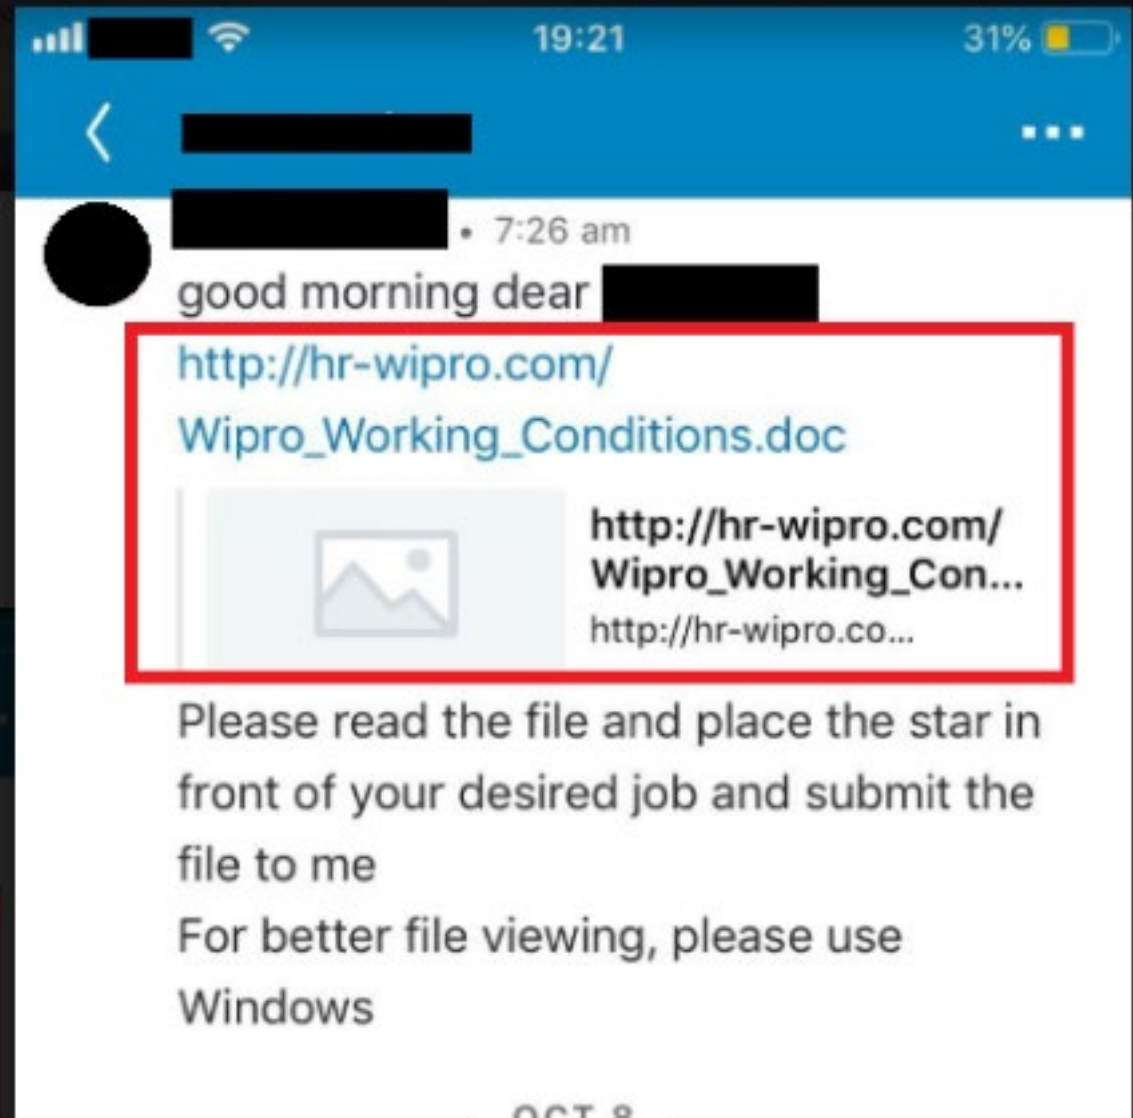 19:21
31%
• 7:26 am
good morning dear
http://hr-wipro.com/
Wipro_Working_Conditions.doc
http://hr-wipro.com/
Wipro_Working_Con...
http://hr-wipro.co...
Please read the file and place the star in
front of your desired job and submit the
file to me
For better file viewing, please use
Windows